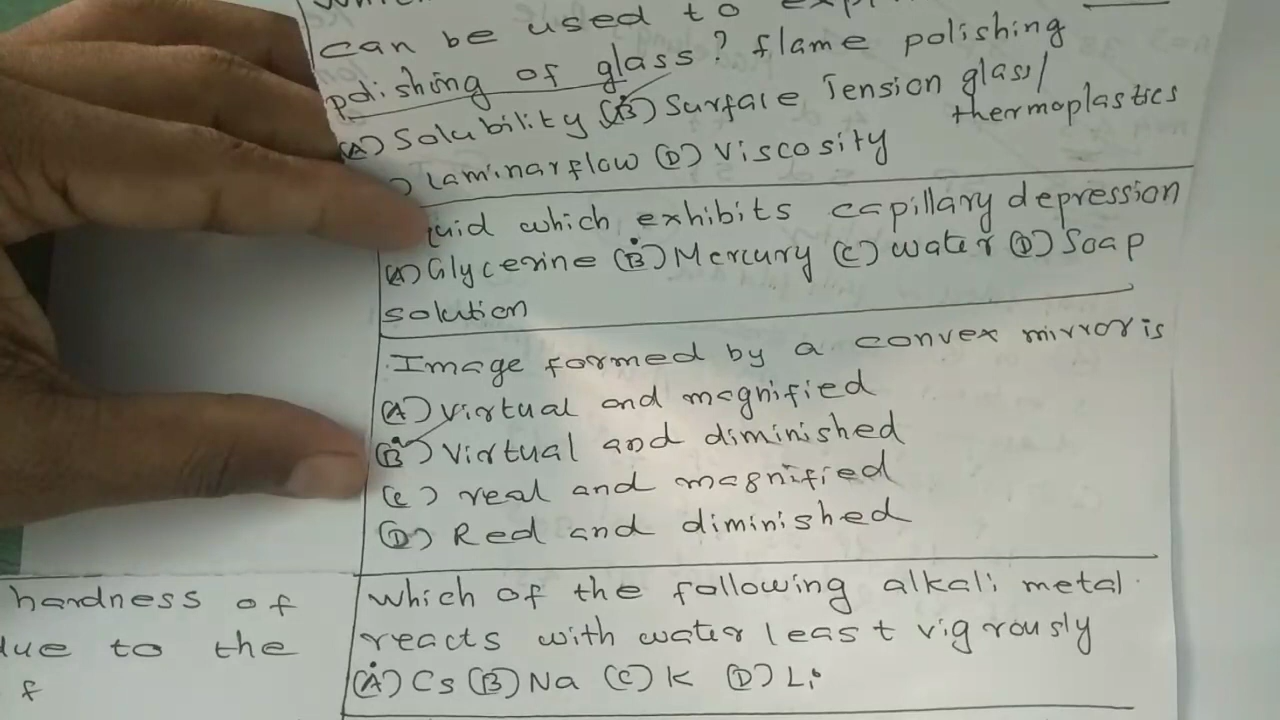 can be used to
polishing of glass? flame polishing
(A) Solubility (B) Surface Tension glass/
thermoplastics
) Laminar flow (D) Viscosity
which exhibits capillary depression
(A) Glycerine (B) Mercury (C) water (D) Soap
solution
Image formed by a convex mirror is
(A) Virtual and magnified
(B) Virtual and diminished
(C) real and magnified
(D) Red and diminished
hardness of
due to the
f
which of the following alkali metal
reacts with water least vigrously
(A) Cs (B) Na (C) K (D) Li